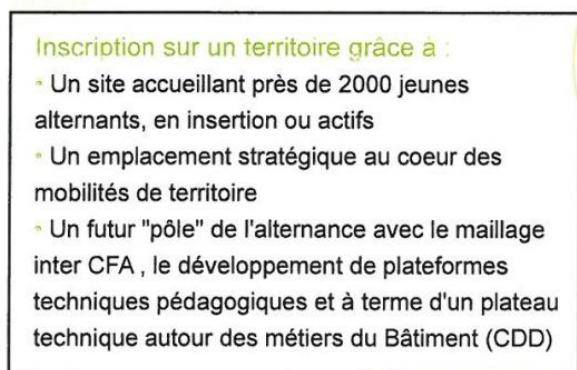 Inscription sur un territoire grâce à :
- Un site accueillant près de 2000 jeunes
alternants, en insertion ou actifs
- Un emplacement stratégique au coeur des
mobilités de territoire
- Un futur "pôle" de l'alternance avec le maillage
inter CFA , le développement de plateformes
techniques pédagogiques et à terme d'un plateau
technique autour des métiers du Bâtiment (CDD)